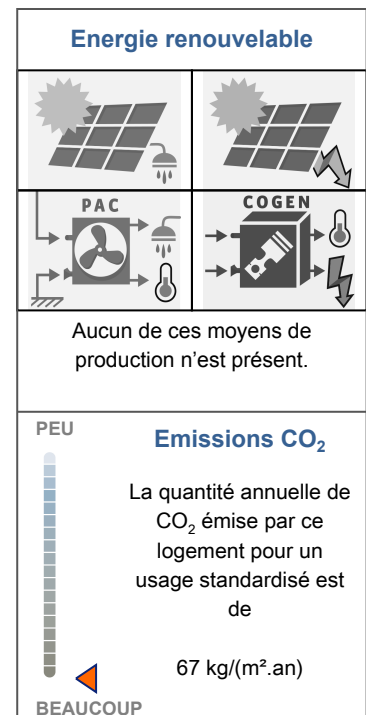 Energie renouvelable
PAC
COGEN
Aucun de ces moyens de
production n’est présent.
PEU
Emissions CO₂
La quantité annuelle de
CO₂ émise par ce
logement pour un
usage standardisé est
de
67 kg/(m².an)
BEAUCOUP